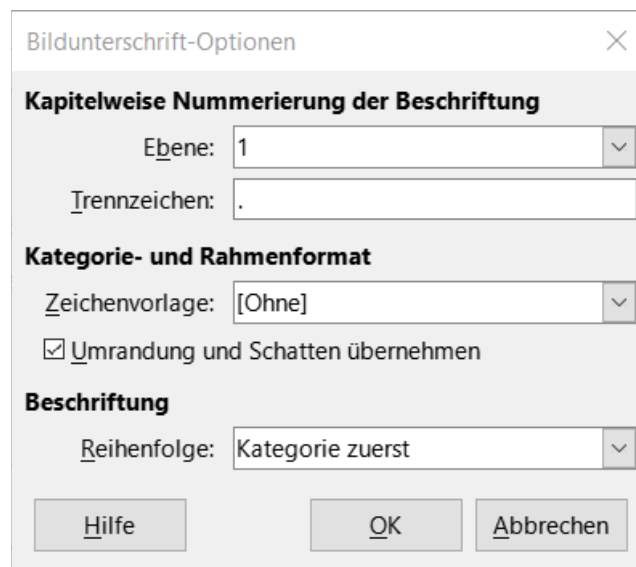 Bildunterschrift-Optionen
Kapitelweise Nummerierung der Beschriftung
Ebene: 1
Trennzeichen: .
Kategorie- und Rahmenformat
Zeichenvorlage: [Ohne]
Umrandung und Schatten übernehmen
Beschriftung
Reihenfolge: Kategorie zuerst
Hilfe OK Abbrechen